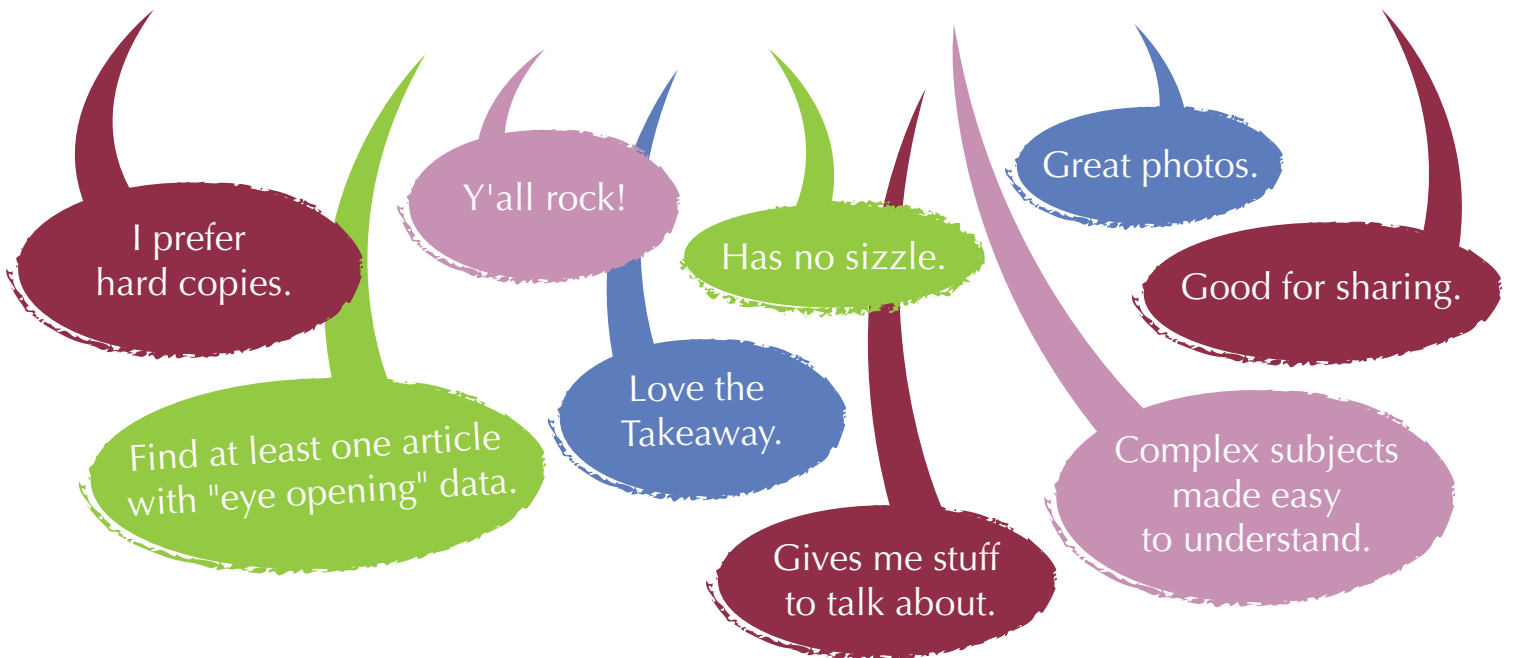 I prefer
hard copies.
Find at least one article
with "eye opening" data.
Y'all rock!
Love the
Takeaway.
Has no sizzle.
Gives me stuff
to talk about.
Great photos.
Complex subjects
made easy
to understand.
Good for sharing.